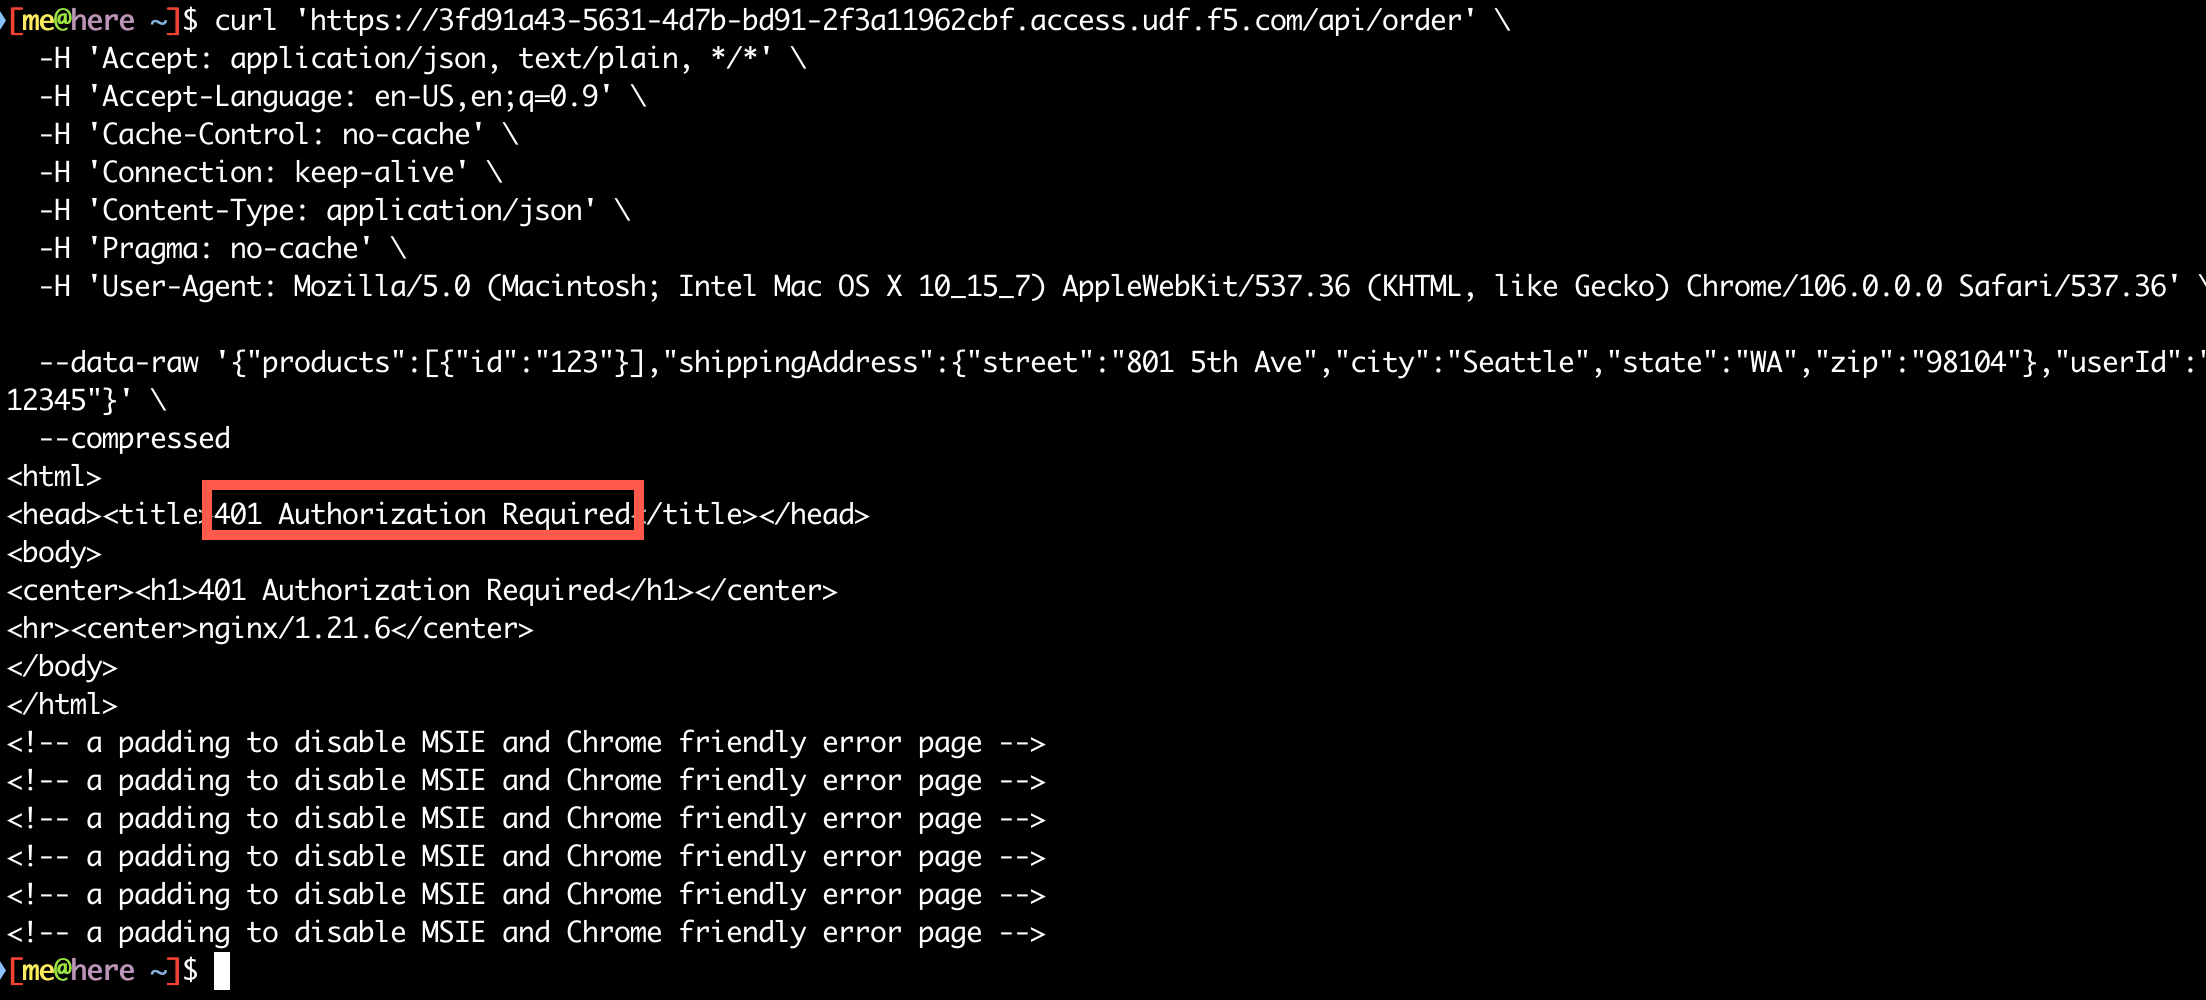 [me@here ~]$ curl 'https://3fd91a43-5631-4d7b-bd91-2f3a11962cbf.access.udf.f5.com/api/order' \
  -H 'Accept: application/json, text/plain, */*' \
  -H 'Accept-Language: en-US,en;q=0.9' \
  -H 'Cache-Control: no-cache' \
  -H 'Connection: keep-alive' \
  -H 'Content-Type: application/json' \
  -H 'Pragma: no-cache' \
  -H 'User-Agent: Mozilla/5.0 (Macintosh; Intel Mac OS X 10_15_7) AppleWebKit/537.36 (KHTML, like Gecko) Chrome/106.0.0.0 Safari/537.36' \
  --data-raw '{"products":[{"id":"123"}],"shippingAddress":{"street":"801 5th Ave","city":"Seattle","state":"WA","zip":"98104"},"userId":"
12345"}' \
  --compressed
<html>
<head><title>401 Authorization Required</title></head>
<body>
<center><h1>401 Authorization Required</h1></center>
<hr><center>nginx/1.21.6</center>
</body>
</html>
<!-- a padding to disable MSIE and Chrome friendly error page -->
<!-- a padding to disable MSIE and Chrome friendly error page -->
<!-- a padding to disable MSIE and Chrome friendly error page -->
<!-- a padding to disable MSIE and Chrome friendly error page -->
<!-- a padding to disable MSIE and Chrome friendly error page -->
<!-- a padding to disable MSIE and Chrome friendly error page -->
[me@here ~]$